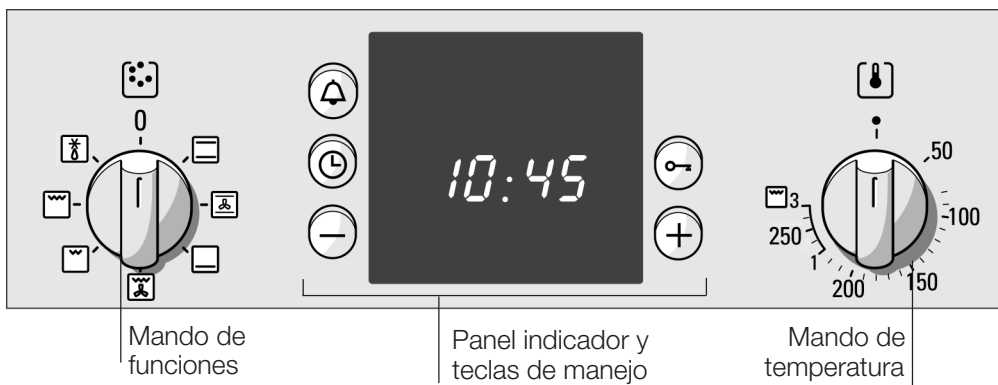 0
10:45
50
100
150
200
250
3
1
Mando de
funciones
Panel indicador y
teclas de manejo
Mando de
temperatura